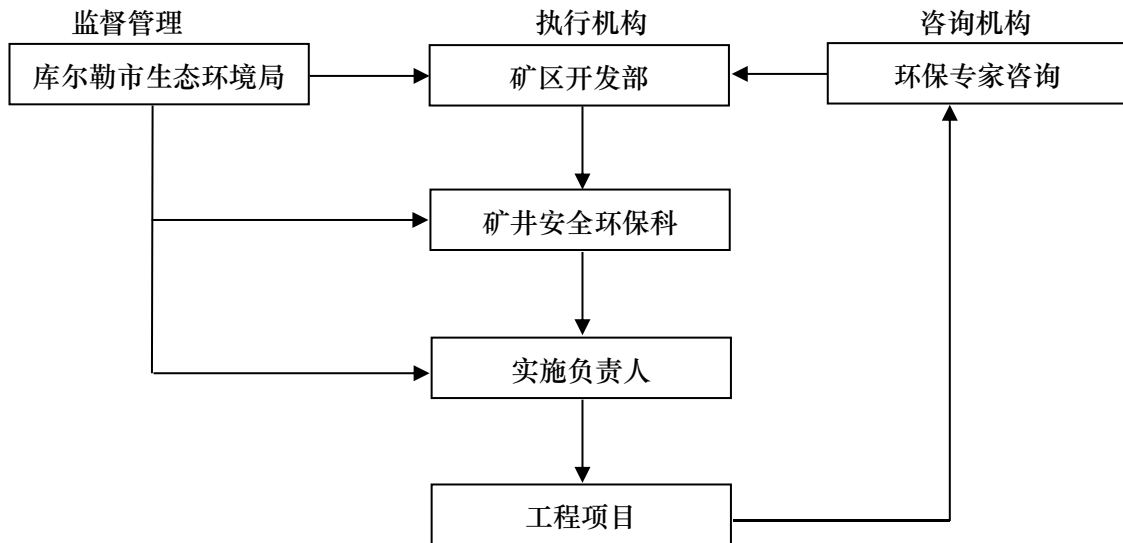 监督管理
执行机构
咨询机构
库尔勒市生态环境局
矿区开发部
环保专家咨询
矿井安全环保科
实施负责人
工程项目